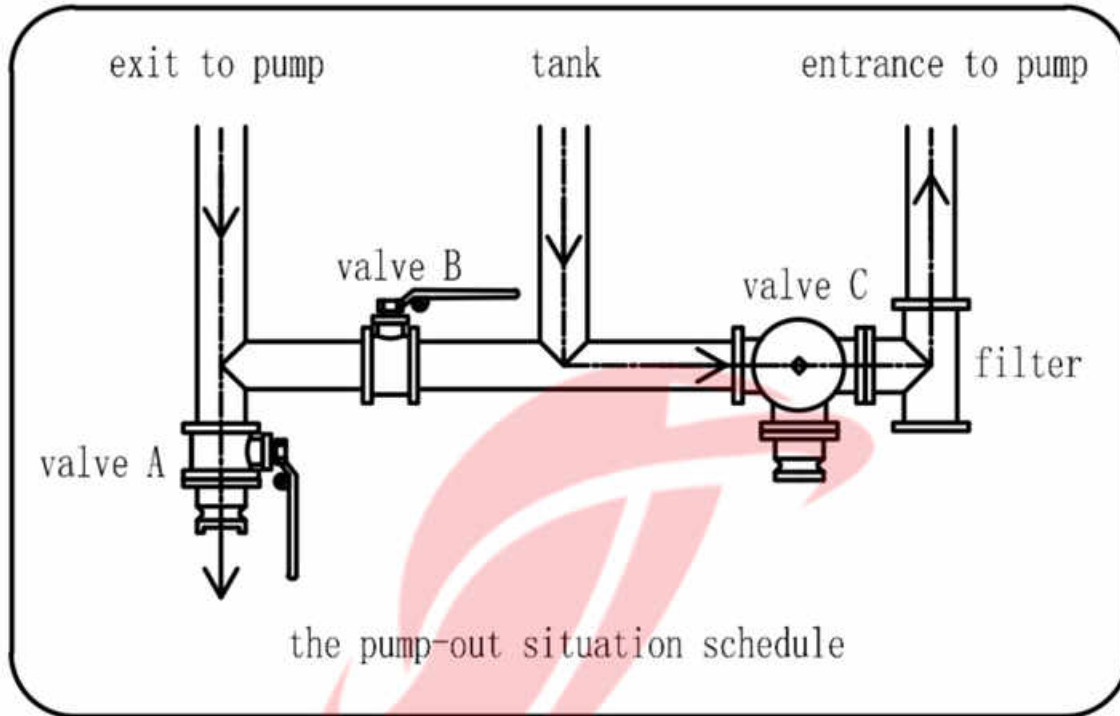 exit to pump
tank
entrance to pump
valve B
valve C
filter
valve A
the pump-out situation schedule